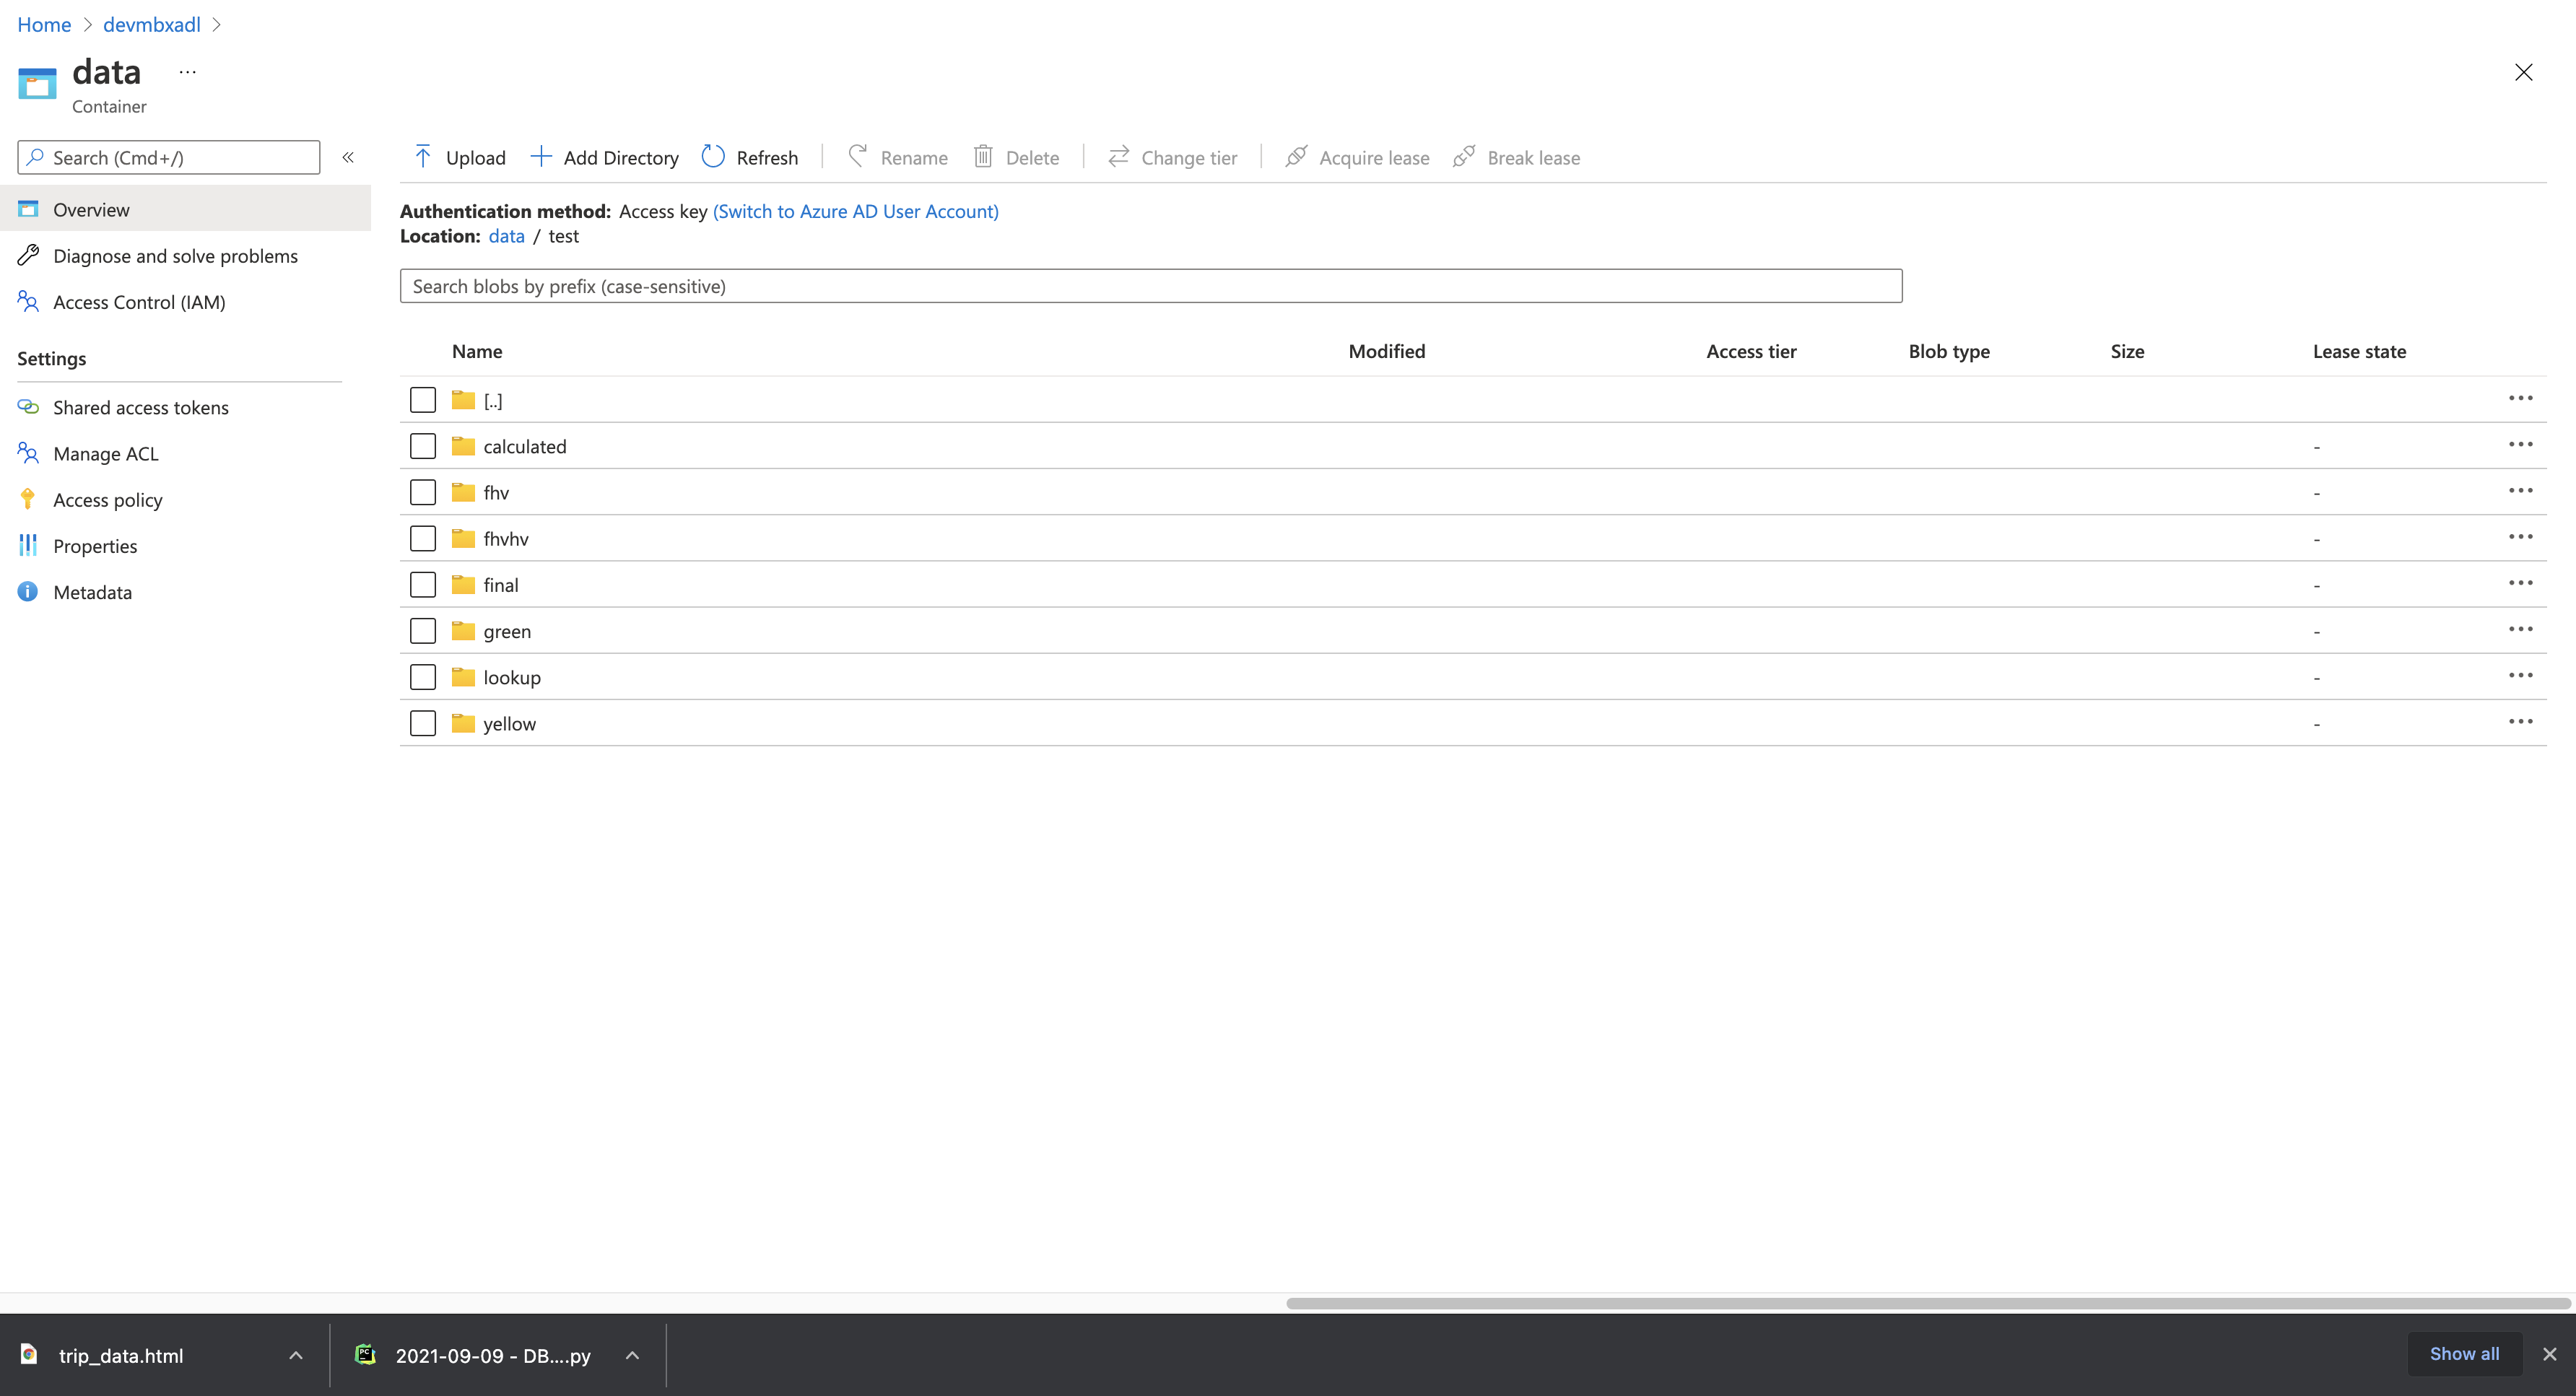 Home > devmbxadl >
data ...
Container
Search (Cmd+/) «
Upload Add Directory Refresh Rename Delete Change tier Acquire lease Break lease
Overview
Diagnose and solve problems
Access Control (IAM)
Settings
Shared access tokens
Manage ACL
Access policy
Properties
Metadata
Authentication method: Access key (Switch to Azure AD User Account)
Location: data / test
Search blobs by prefix (case-sensitive)
Name Modified Access tier Blob type Size Lease state
[..]
calculated -
fhv -
fhvhv -
final -
green -
lookup -
yellow -
trip_data.html PC 2021-09-09 - DB....py Show all